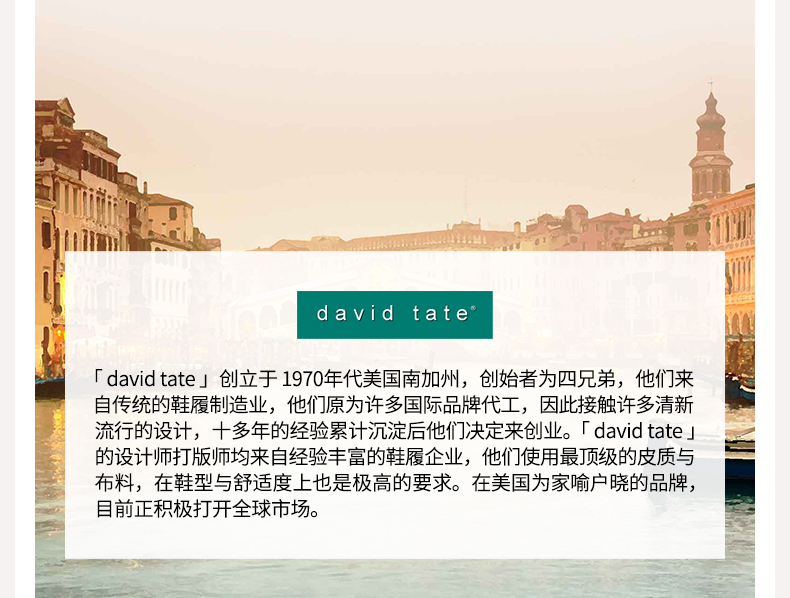 david tate®
「 david tate 」创立于 1970年代美国南加州，创始者为四兄弟，他们来
自传统的鞋履制造业，他们原为许多国际品牌代工，因此接触许多清新
流行的设计，十多年的经验累计沉淀后他们决定来创业。「 david tate 」
的设计师打版师均来自经验丰富的鞋履企业，他们使用最顶级的皮质与
布料，在鞋型与舒适度上也是极高的要求。在美国为家喻户晓的品牌，
目前正积极打开全球市场。